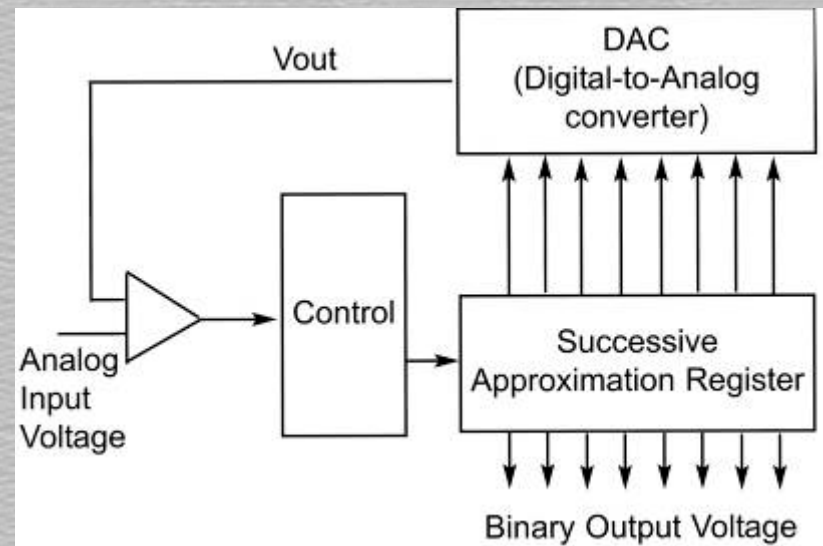 DAC
(Digital-to-Analog
converter)
Vout
Control
Successive
Approximation Register
Analog
Input
Voltage
Binary Output Voltage